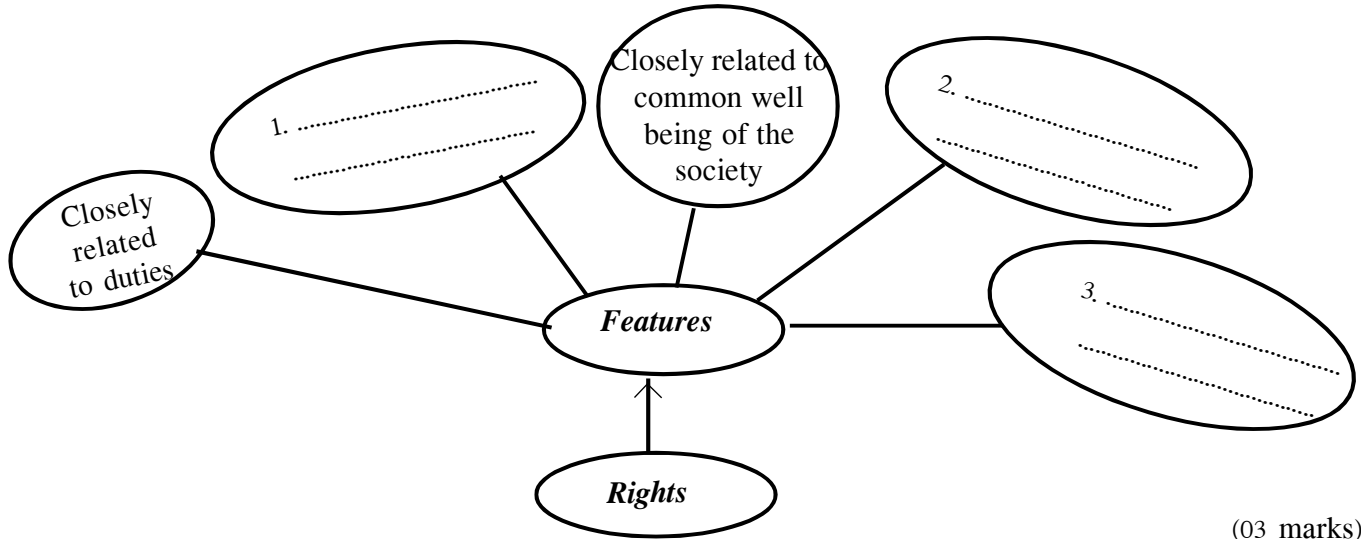 Closely
related
to duties
1. ..............................................
..............................................
Closely related to
common well
being of the
society
2. ..............................................
..............................................
3. ..............................................
..............................................
Features
Rights
(03 marks)